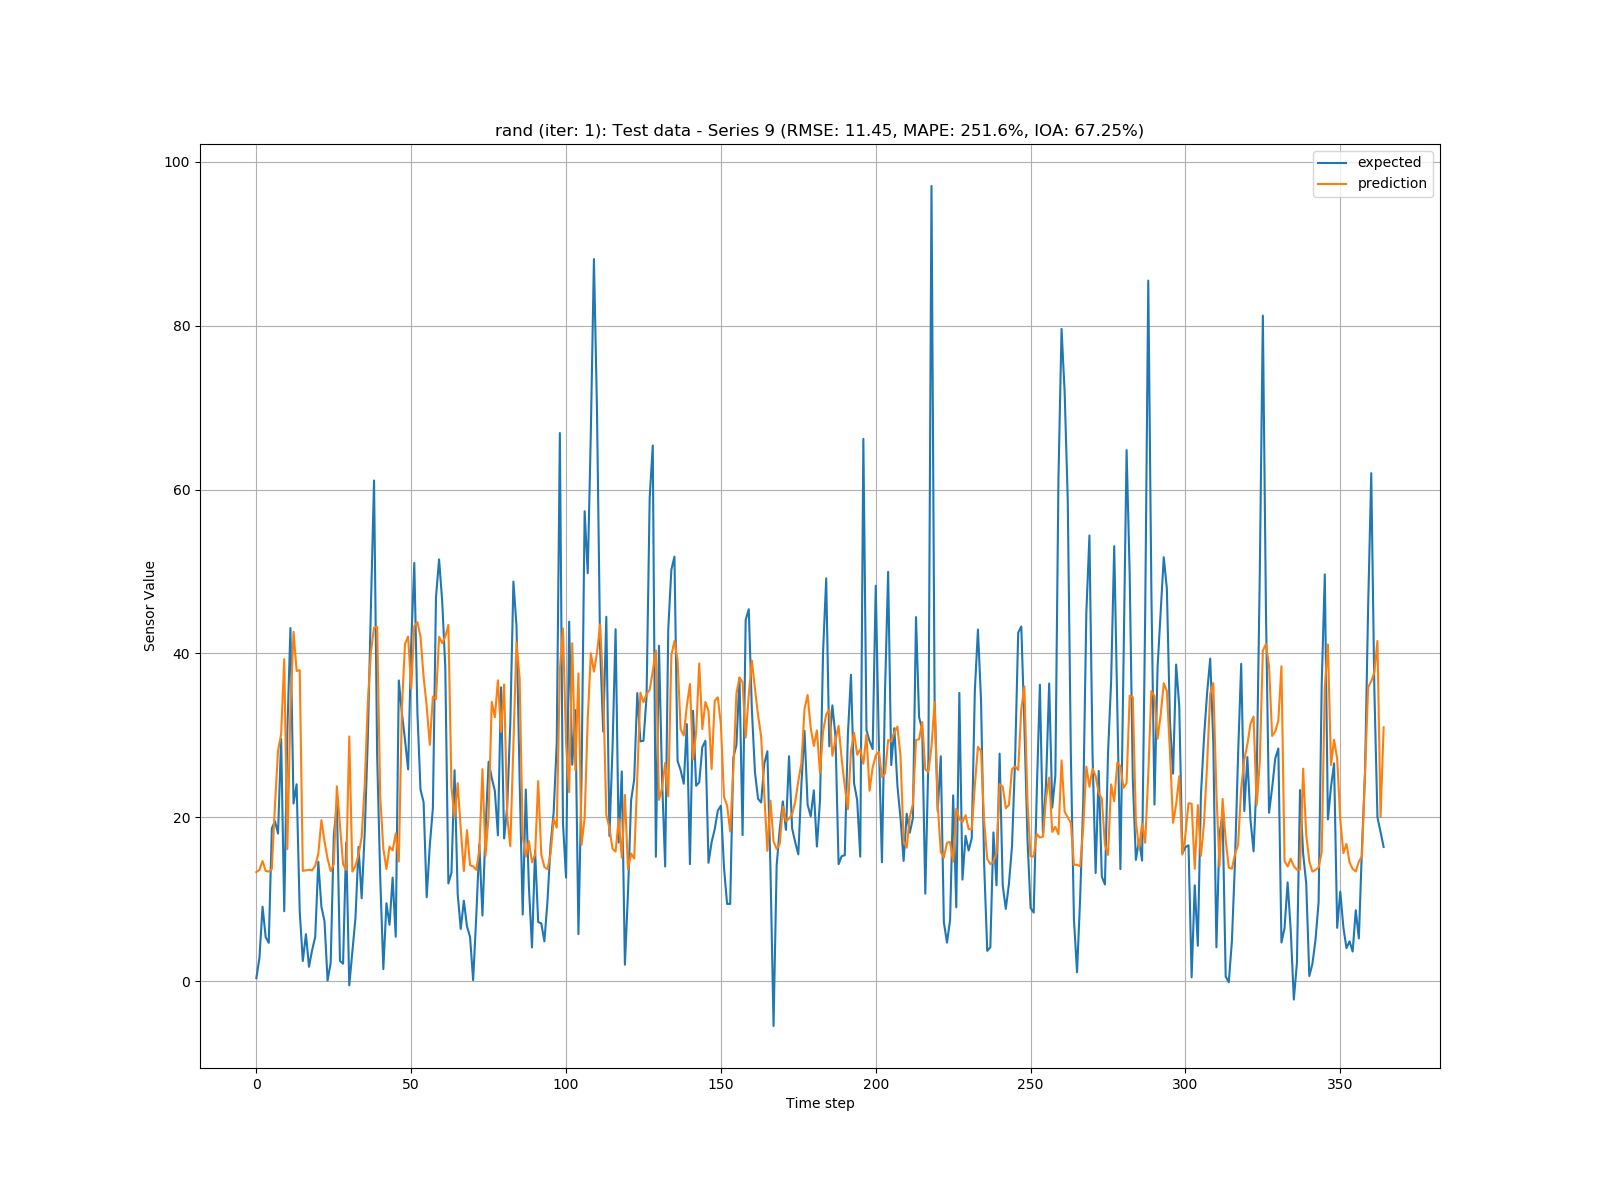 rand (iter: 1): Test data - Series 9 (RMSE: 11.45, MAPE: 251.6%, IOA: 67.25%)
expected
prediction
100
80
60
40
20
0
Sensor Value
0 50 100 150 200 250 300 350
Time step